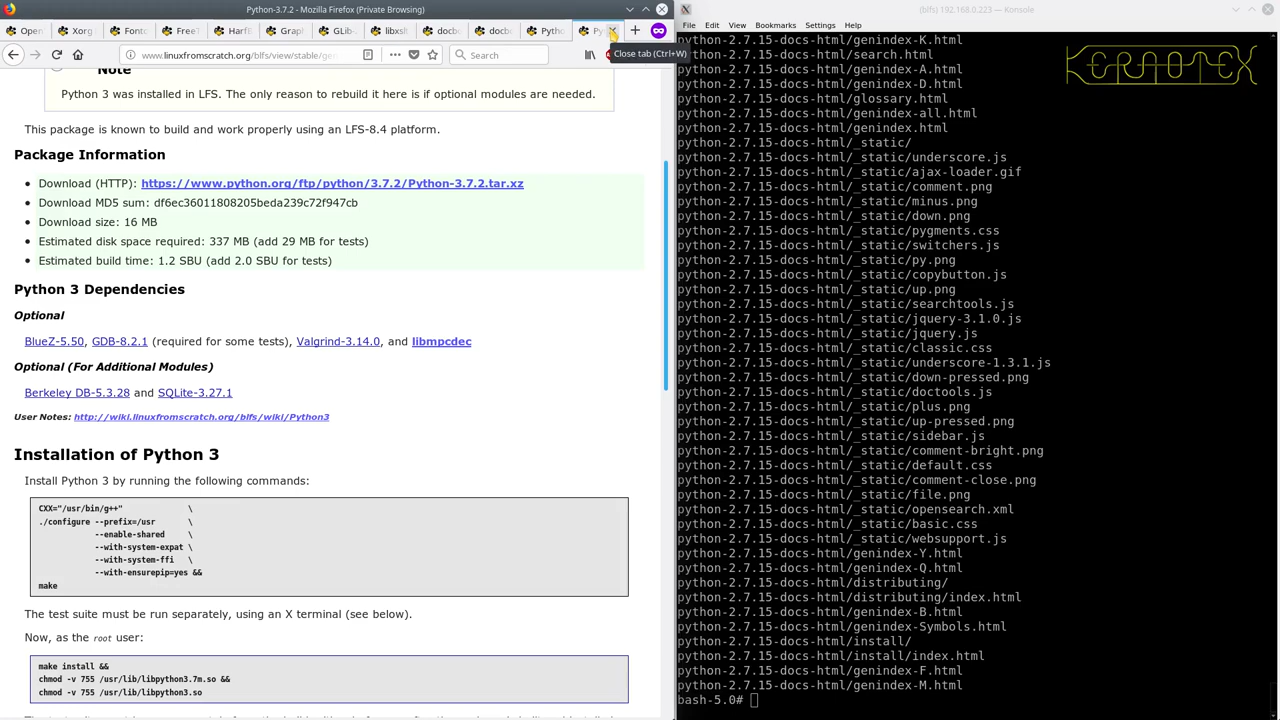 Python-3.7.2 - Mozilla Firefox (Private Browsing)
Open Xorg Fonto FreeT HarfB Graph GLib- libxslt docbo docbo Pytho Py
www.linuxfromscratch.org/blfs/view/stable/gene
Search
Close tab (Ctrl+W)
Note
Python 3 was installed in LFS. The only reason to rebuild it here is if optional modules are needed.
This package is known to build and work properly using an LFS-8.4 platform.
Package Information
Download (HTTP): https://www.python.org/ftp/python/3.7.2/Python-3.7.2.tar.xz
Download MD5 sum: df6ec36011808205beda239c72f947cb
Download size: 16 MB
Estimated disk space required: 337 MB (add 29 MB for tests)
Estimated build time: 1.2 SBU (add 2.0 SBU for tests)
Python 3 Dependencies
Optional
BlueZ-5.50, GDB-8.2.1 (required for some tests), Valgrind-3.14.0, and libmpcdec
Optional (For Additional Modules)
Berkeley DB-5.3.28 and SQLite-3.27.1
User Notes: http://wiki.linuxfromscratch.org/blfs/wiki/Python3
Installation of Python 3
Install Python 3 by running the following commands:
CXX="/usr/bin/g++" \
./configure --prefix=/usr \
--enable-shared \
--with-system-expat \
--with-system-ffi \
--with-ensurepip=yes &&
make
The test suite must be run separately, using an X terminal (see below).
Now, as the root user:
make install &&
chmod -v 755 /usr/lib/libpython3.7m.so &&
chmod -v 755 /usr/lib/libpython3.so
(blfs) 192.168.0.223 — Konsole
File Edit View Bookmarks Settings Help
KERNOTEX
python-2.7.15-docs-html/genindex-K.html
python-2.7.15-docs-html/search.html
python-2.7.15-docs-html/genindex-A.html
python-2.7.15-docs-html/genindex-D.html
python-2.7.15-docs-html/glossary.html
python-2.7.15-docs-html/genindex-all.html
python-2.7.15-docs-html/genindex.html
python-2.7.15-docs-html/_static/
python-2.7.15-docs-html/_static/underscore.js
python-2.7.15-docs-html/_static/ajax-loader.gif
python-2.7.15-docs-html/_static/comment.png
python-2.7.15-docs-html/_static/minus.png
python-2.7.15-docs-html/_static/down.png
python-2.7.15-docs-html/_static/pygments.css
python-2.7.15-docs-html/_static/switchers.js
python-2.7.15-docs-html/_static/py.png
python-2.7.15-docs-html/_static/copybutton.js
python-2.7.15-docs-html/_static/up.png
python-2.7.15-docs-html/_static/searchtools.js
python-2.7.15-docs-html/_static/jquery-3.1.0.js
python-2.7.15-docs-html/_static/jquery.js
python-2.7.15-docs-html/_static/classic.css
python-2.7.15-docs-html/_static/underscore-1.3.1.js
python-2.7.15-docs-html/_static/down-pressed.png
python-2.7.15-docs-html/_static/doctools.js
python-2.7.15-docs-html/_static/plus.png
python-2.7.15-docs-html/_static/up-pressed.png
python-2.7.15-docs-html/_static/sidebar.js
python-2.7.15-docs-html/_static/comment-bright.png
python-2.7.15-docs-html/_static/default.css
python-2.7.15-docs-html/_static/comment-close.png
python-2.7.15-docs-html/_static/file.png
python-2.7.15-docs-html/_static/opensearch.xml
python-2.7.15-docs-html/_static/basic.css
python-2.7.15-docs-html/_static/websupport.js
python-2.7.15-docs-html/genindex-Y.html
python-2.7.15-docs-html/genindex-Q.html
python-2.7.15-docs-html/distributing/
python-2.7.15-docs-html/distributing/index.html
python-2.7.15-docs-html/genindex-B.html
python-2.7.15-docs-html/genindex-Symbols.html
python-2.7.15-docs-html/install/
python-2.7.15-docs-html/install/index.html
python-2.7.15-docs-html/genindex-F.html
python-2.7.15-docs-html/genindex-M.html
bash-5.0#